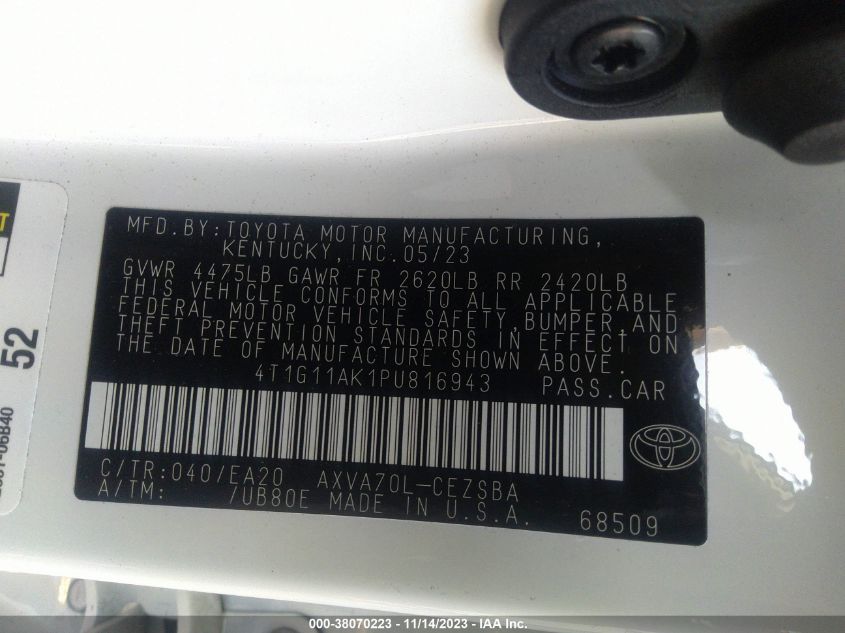 MFD.BY:TOYOTA MOTOR MANUFACTURING,
KENTUCKY,INC.05/23
GVWR 4475LB GAWR FR 2620LB RR 2420LB
THIS VEHICLE CONFORMS TO ALL APPLICABLE
FEDERAL MOTOR VEHICLE SAFETY,BUMPER,AND
THEFT PREVENTION STANDARDS IN EFFECT ON
THE DATE OF MANUFACTURE SHOWN ABOVE.
4T1G11AK1PU816943 PASS.CAR
C/TR:040/EA20 AXVA70L-CEZSBA
A/TM: /UB80E MADE IN U.S.A.
68509
52
000-38070223 - 11/14/2023 - IAA Inc.